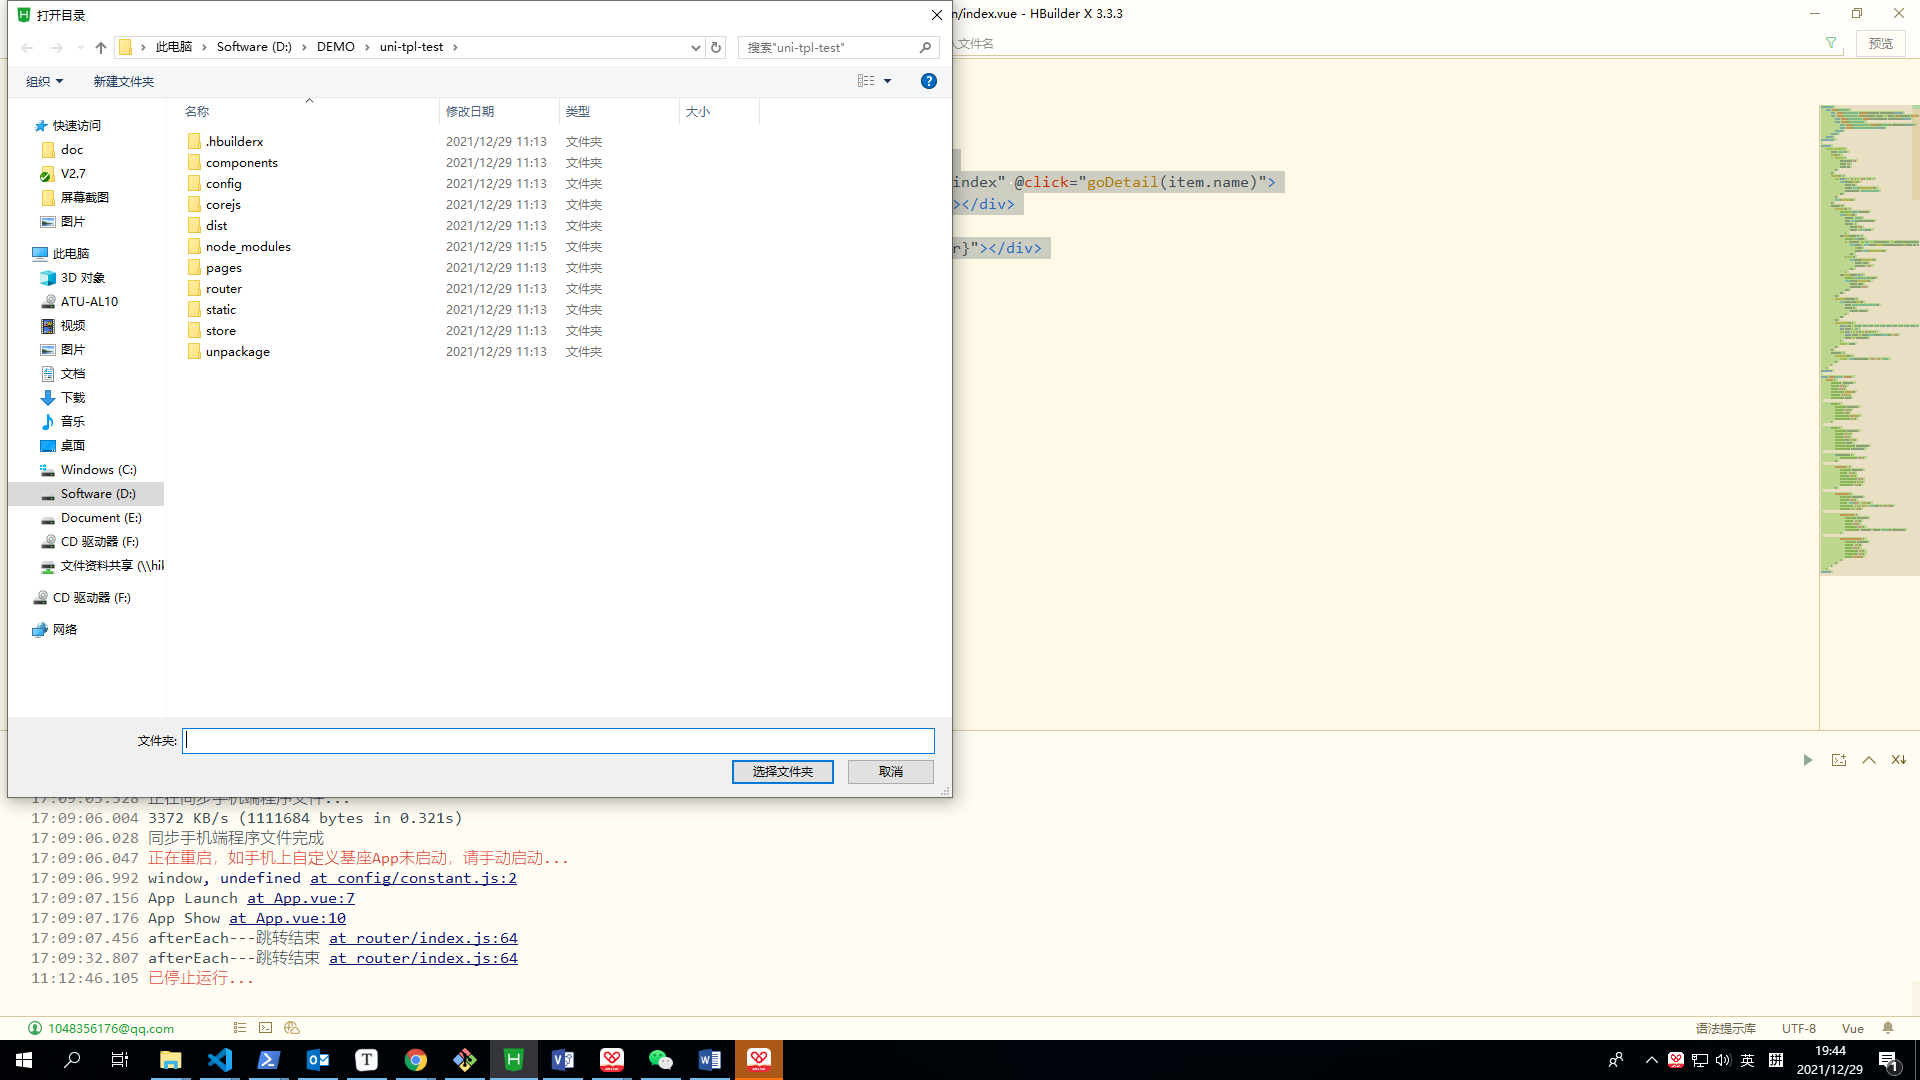 打开目录
n/index.vue - HBuilder X 3.3.3
此电脑 › Software (D:) › DEMO › uni-tpl-test ›
搜索"uni-tpl-test"
入文件名
预览
组织
新建文件夹
名称
修改日期
类型
大小
快速访问
doc
V2.7
屏幕截图
图片
此电脑
3D 对象
ATU-AL10
视频
图片
文档
下载
音乐
桌面
Windows (C:)
Software (D:)
Document (E:)
CD 驱动器 (F:)
文件资料共享 (\\hik
CD 驱动器 (F:)
网络
.hbuilderx 2021/12/29 11:13 文件夹
components 2021/12/29 11:13 文件夹
config 2021/12/29 11:13 文件夹
corejs 2021/12/29 11:13 文件夹
dist 2021/12/29 11:13 文件夹
node_modules 2021/12/29 11:15 文件夹
pages 2021/12/29 11:13 文件夹
router 2021/12/29 11:13 文件夹
static 2021/12/29 11:13 文件夹
store 2021/12/29 11:13 文件夹
unpackage 2021/12/29 11:13 文件夹
index" @click="goDetail(item.name)">
></div>
r}"></div>
文件夹:
选择文件夹
取消
17:09:05.528 正在同步手机端程序文件...
17:09:06.004 3372 KB/s (1111684 bytes in 0.321s)
17:09:06.028 同步手机端程序文件完成
17:09:06.047 正在重启，如手机上自定义基座App未启动，请手动启动...
17:09:06.992 window, undefined at config/constant.js:2
17:09:07.156 App Launch at App.vue:7
17:09:07.176 App Show at App.vue:10
17:09:07.456 afterEach---跳转结束 at router/index.js:64
17:09:32.807 afterEach---跳转结束 at router/index.js:64
11:12:46.105 已停止运行...
1048356176@qq.com
语法提示库
UTF-8
Vue
英
拼
19:44
2021/12/29
1